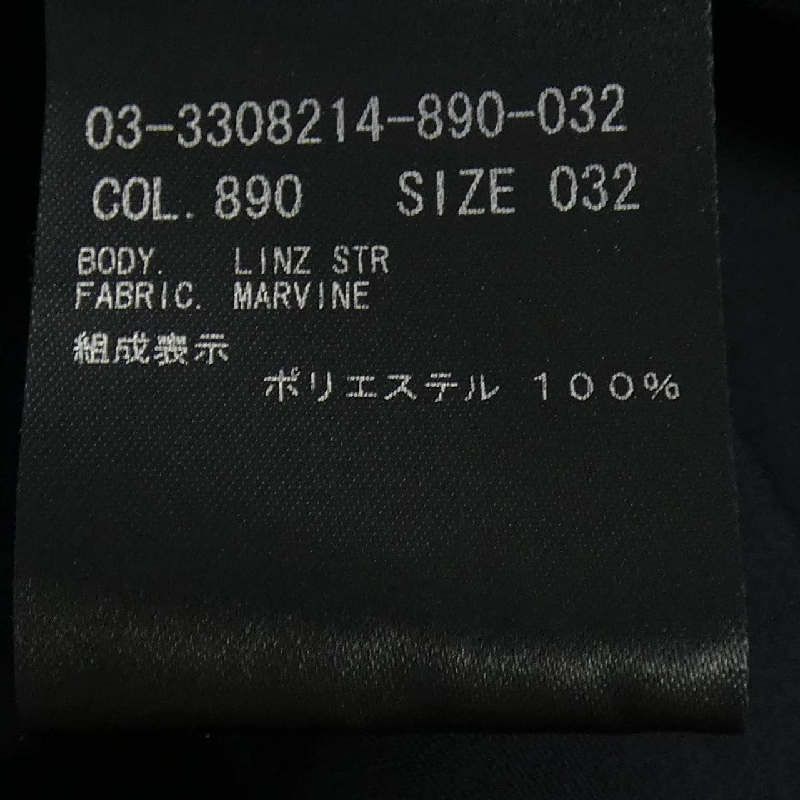 03-3308214-890-032
COL. 890 SIZE 032
BODY. LINZ STR
FABRIC. MARVINE
組成表示
ポリエステル １００％